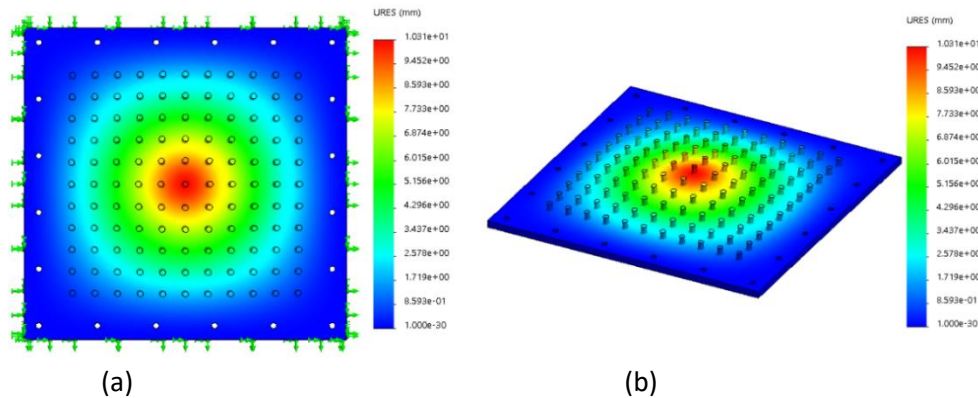 URES (mm)
1.031e+01
9.452e+00
8.593e+00
7.733e+00
6.874e+00
6.015e+00
5.156e+00
4.296e+00
3.437e+00
2.578e+00
1.719e+00
8.593e-01
1.000e-30
URES (mm)
1.031e+01
9.452e+00
8.593e+00
7.733e+00
6.874e+00
6.015e+00
5.156e+00
4.296e+00
3.437e+00
2.578e+00
1.719e+00
8.593e-01
1.000e-30
(a)
(b)